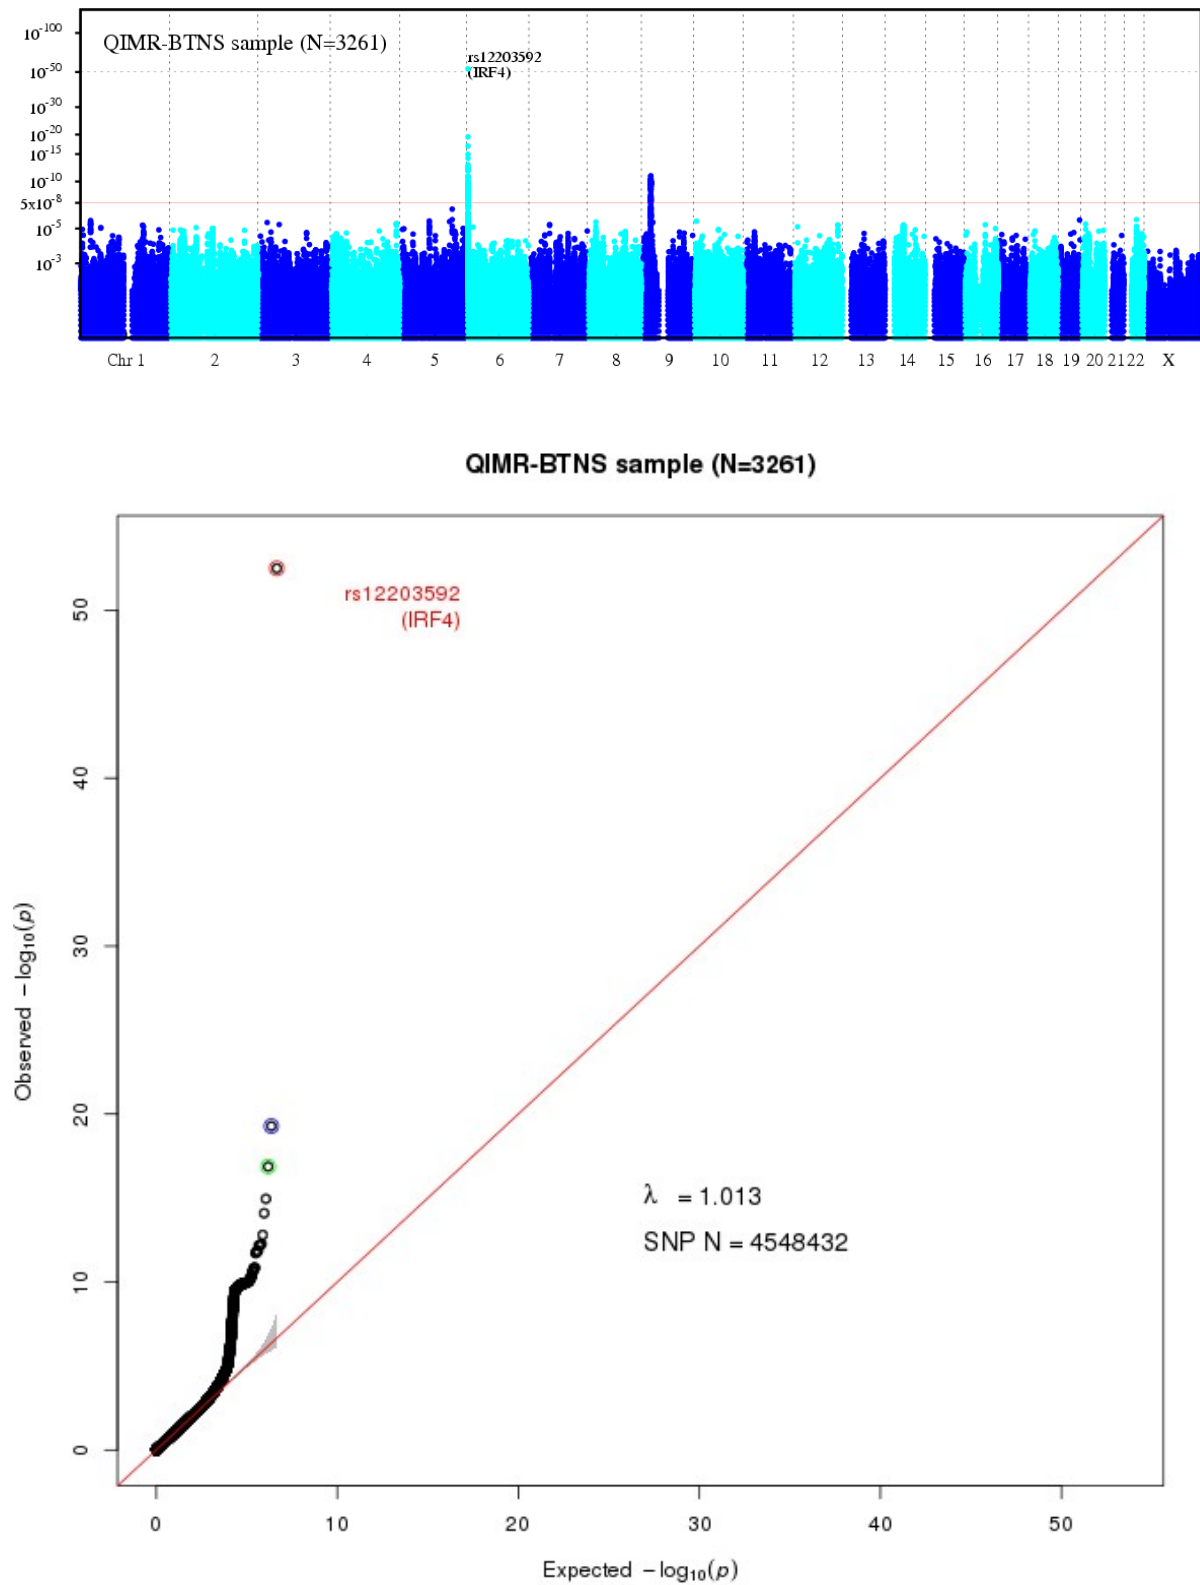 10-100
QIMR-BTNS sample (N=3261)
rs12203592
10-50
(IRF4)
10-30
10-20
10-15
10-10
5x10-8
10-5
10-3
Chr 1 2 3 4 5 6 7 8 9 10 11 12 13 14 15 16 17 18 19 20 21 22 X
QIMR-BTNS sample (N=3261)
rs12203592
(IRF4)
50
40
30
20
10
0
Observed −log10(p)
λ = 1.013
SNP N = 4548432
0 10 20 30 40 50
Expected −log10(p)